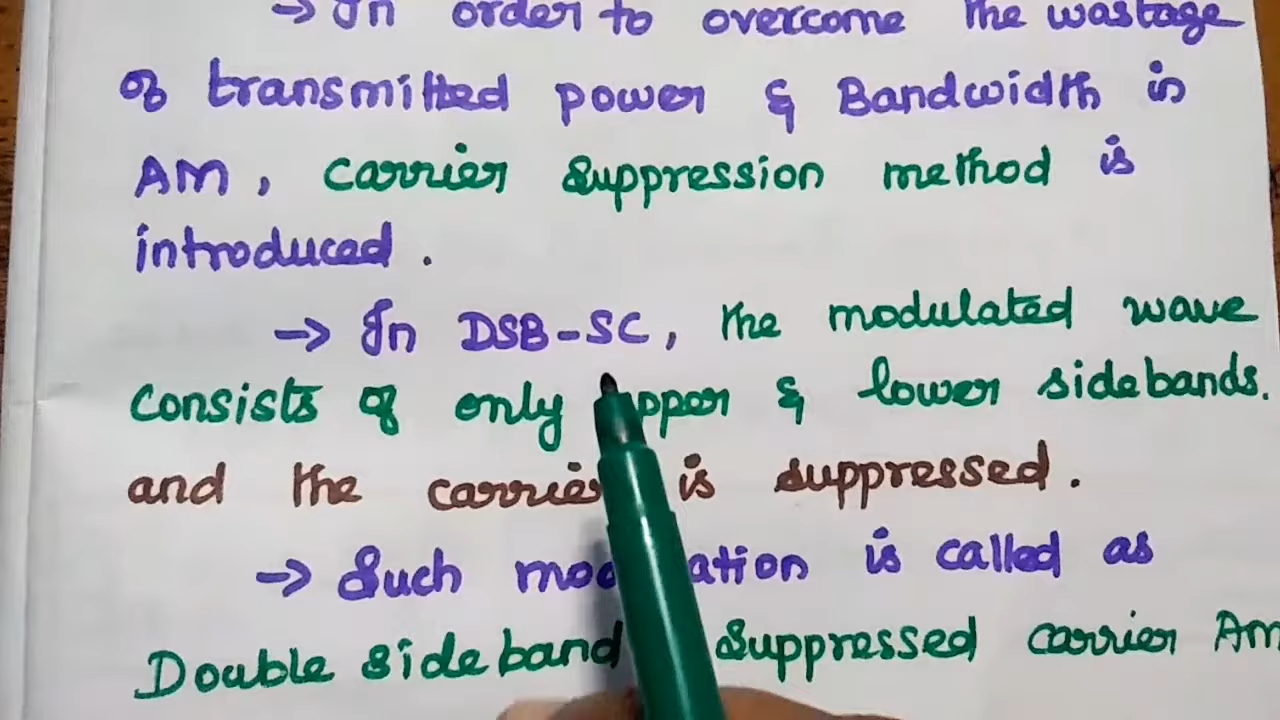 → In order to overcome the wastage
of transmitted power & Bandwidth in
AM, carrier suppression method is
introduced.
→ In DSB-SC, the modulated wave
consists of only upper & lower sidebands.
and the carrier is suppressed.
→ Such modulation is called as
Double sideband suppressed carrier AM